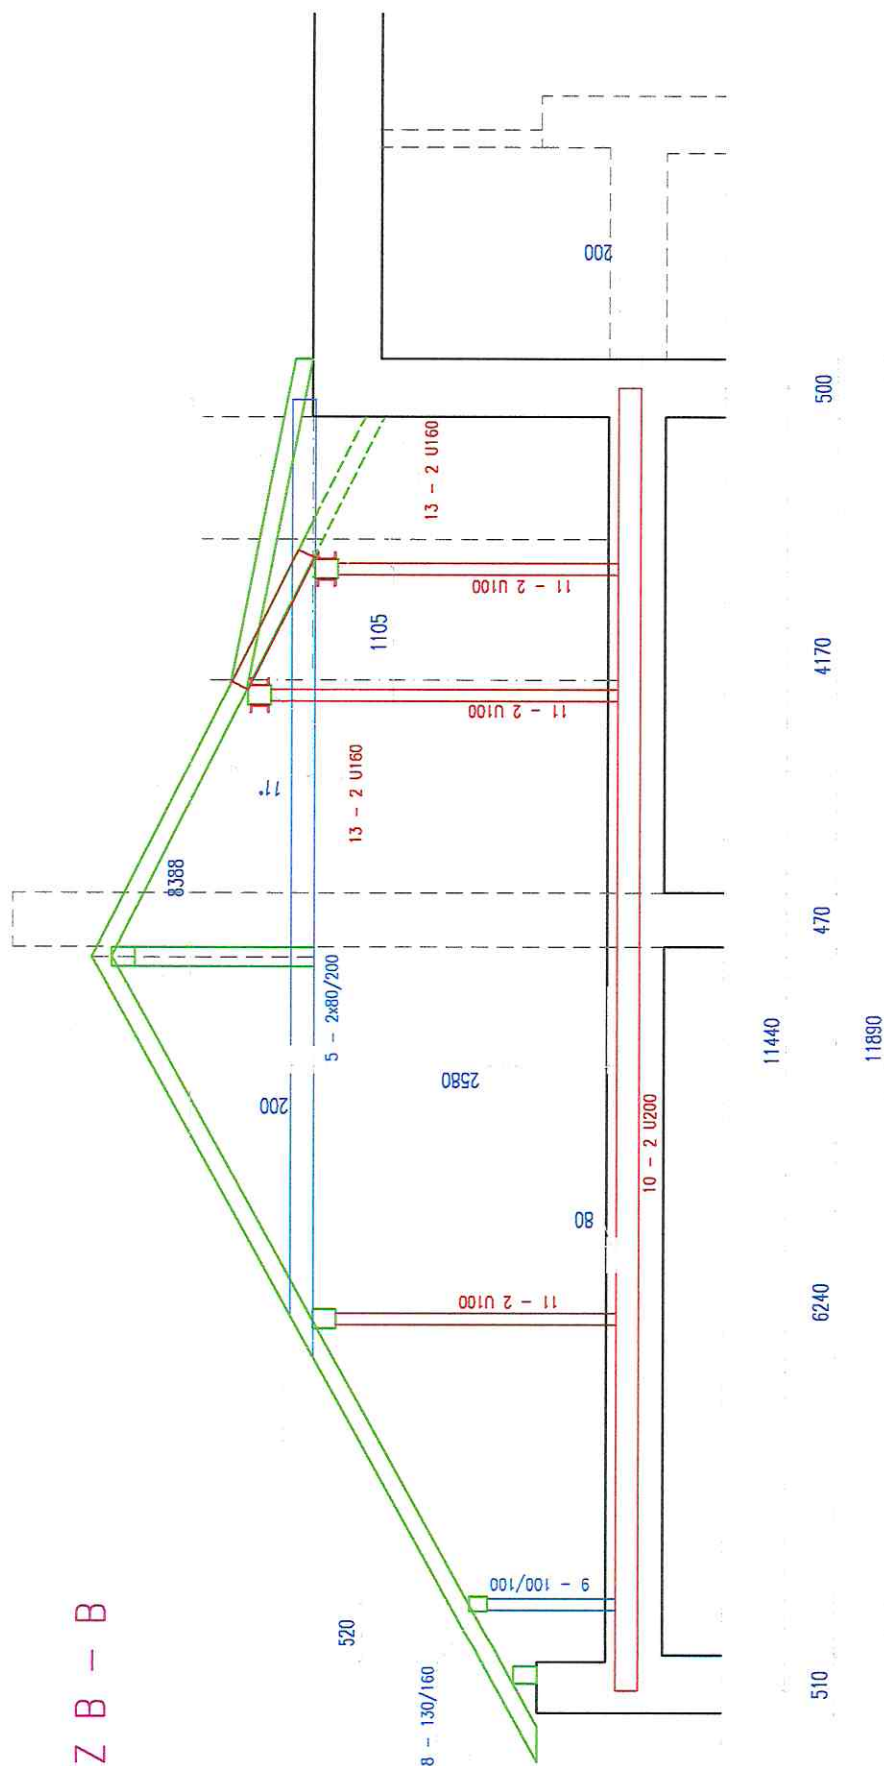 Z B - B
8 - 130/160
520
9 - 100/100
11 - 2 U100
200
5 - 2x80/200
2580
80
10 - 2 U200
8388
11°
13 - 2 U160
11 - 2 U100
1105
11 - 2 U100
13 - 2 U160
200
510
6240
470
4170
500
11440
11890